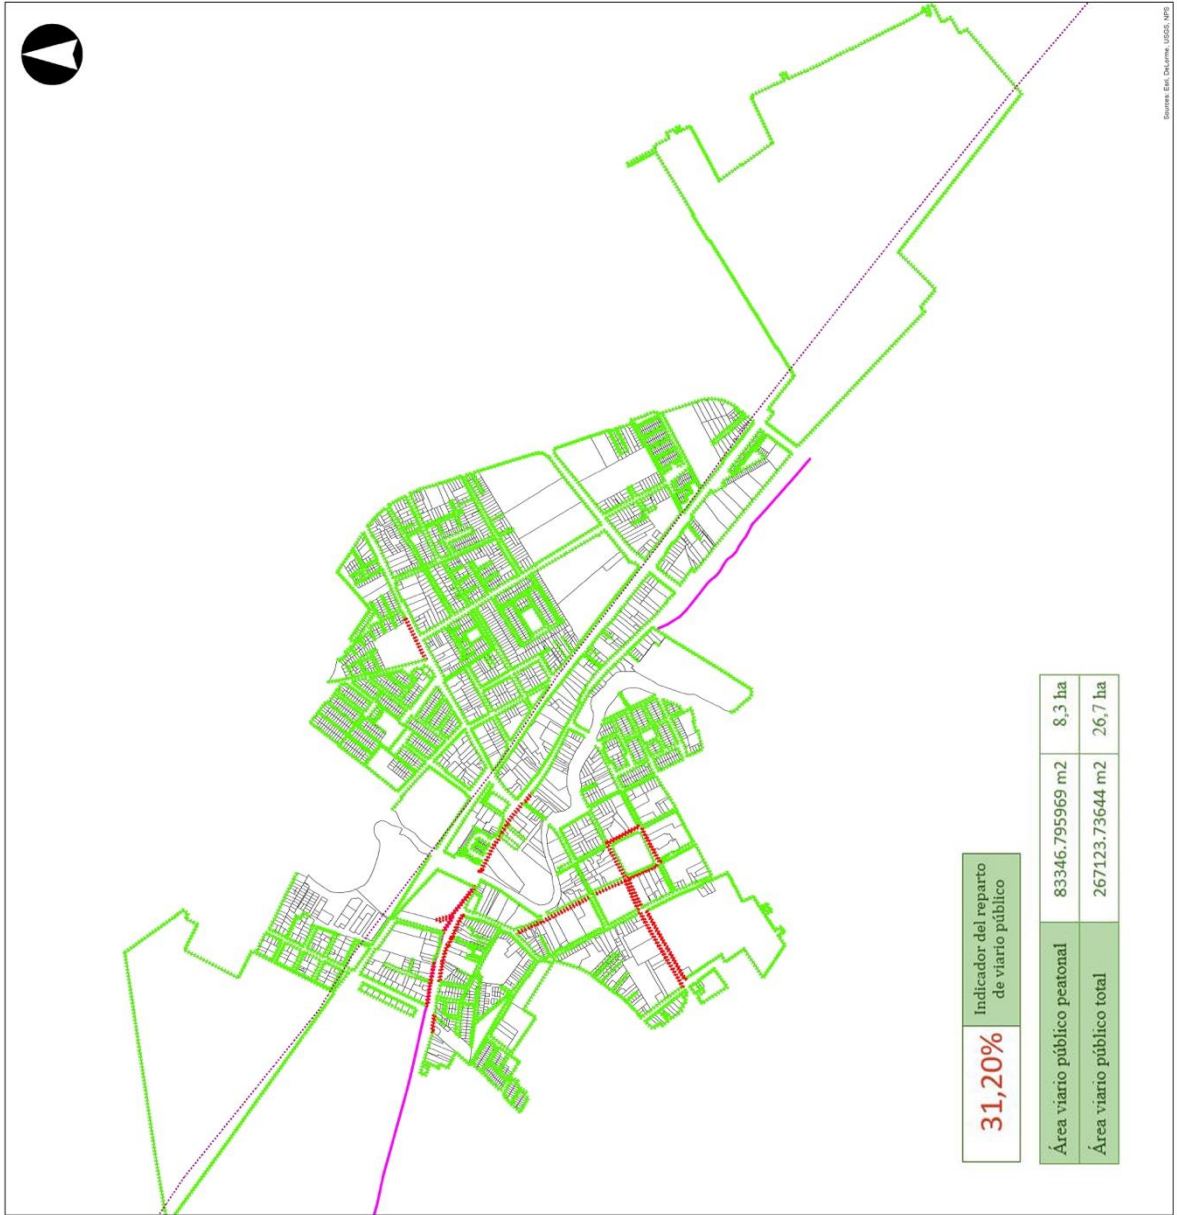 Sources: Esri, DeLorme, USGS, NPS
31,20%
Indicador del reparto
de viario público
Área viario público peatonal 83346.795969 m2 8,3 ha
Área viario público total 267123.73644 m2 26,7 ha